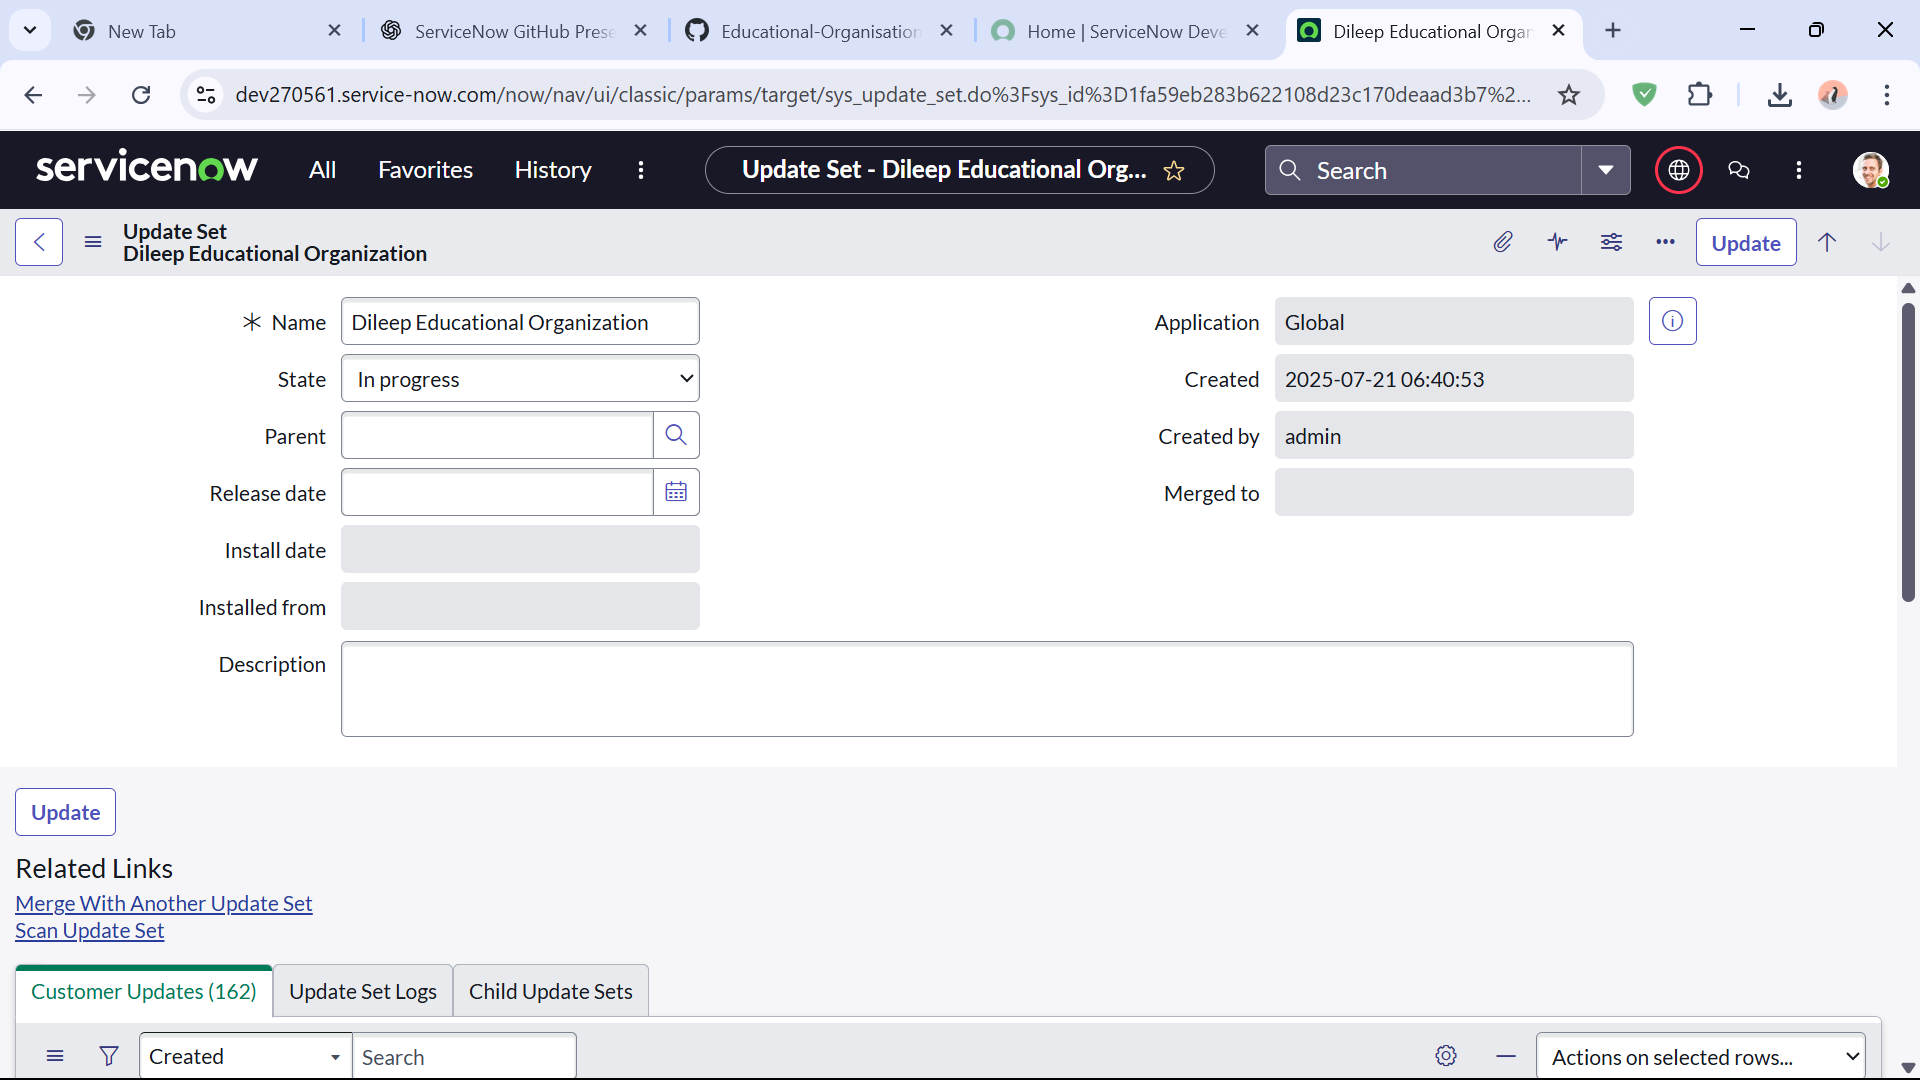 New Tab
ServiceNow GitHub Prese
Educational-Organisation
Home | ServiceNow Deve
Dileep Educational Organ
dev270561.service-now.com/now/nav/ui/classic/params/target/sys_update_set.do%3Fsys_id%3D1fa59eb283b622108d23c170deaad3b7%2...
servicenow
All
Favorites
History
Update Set - Dileep Educational Org...
Search
Update Set
Dileep Educational Organization
Update
Name
Dileep Educational Organization
Application
Global
State
In progress
Created
2025-07-21 06:40:53
Parent
Created by
admin
Release date
Merged to
Install date
Installed from
Description
Update
Related Links
Merge With Another Update Set
Scan Update Set
Customer Updates (162)
Update Set Logs
Child Update Sets
Created
Search
Actions on selected rows...